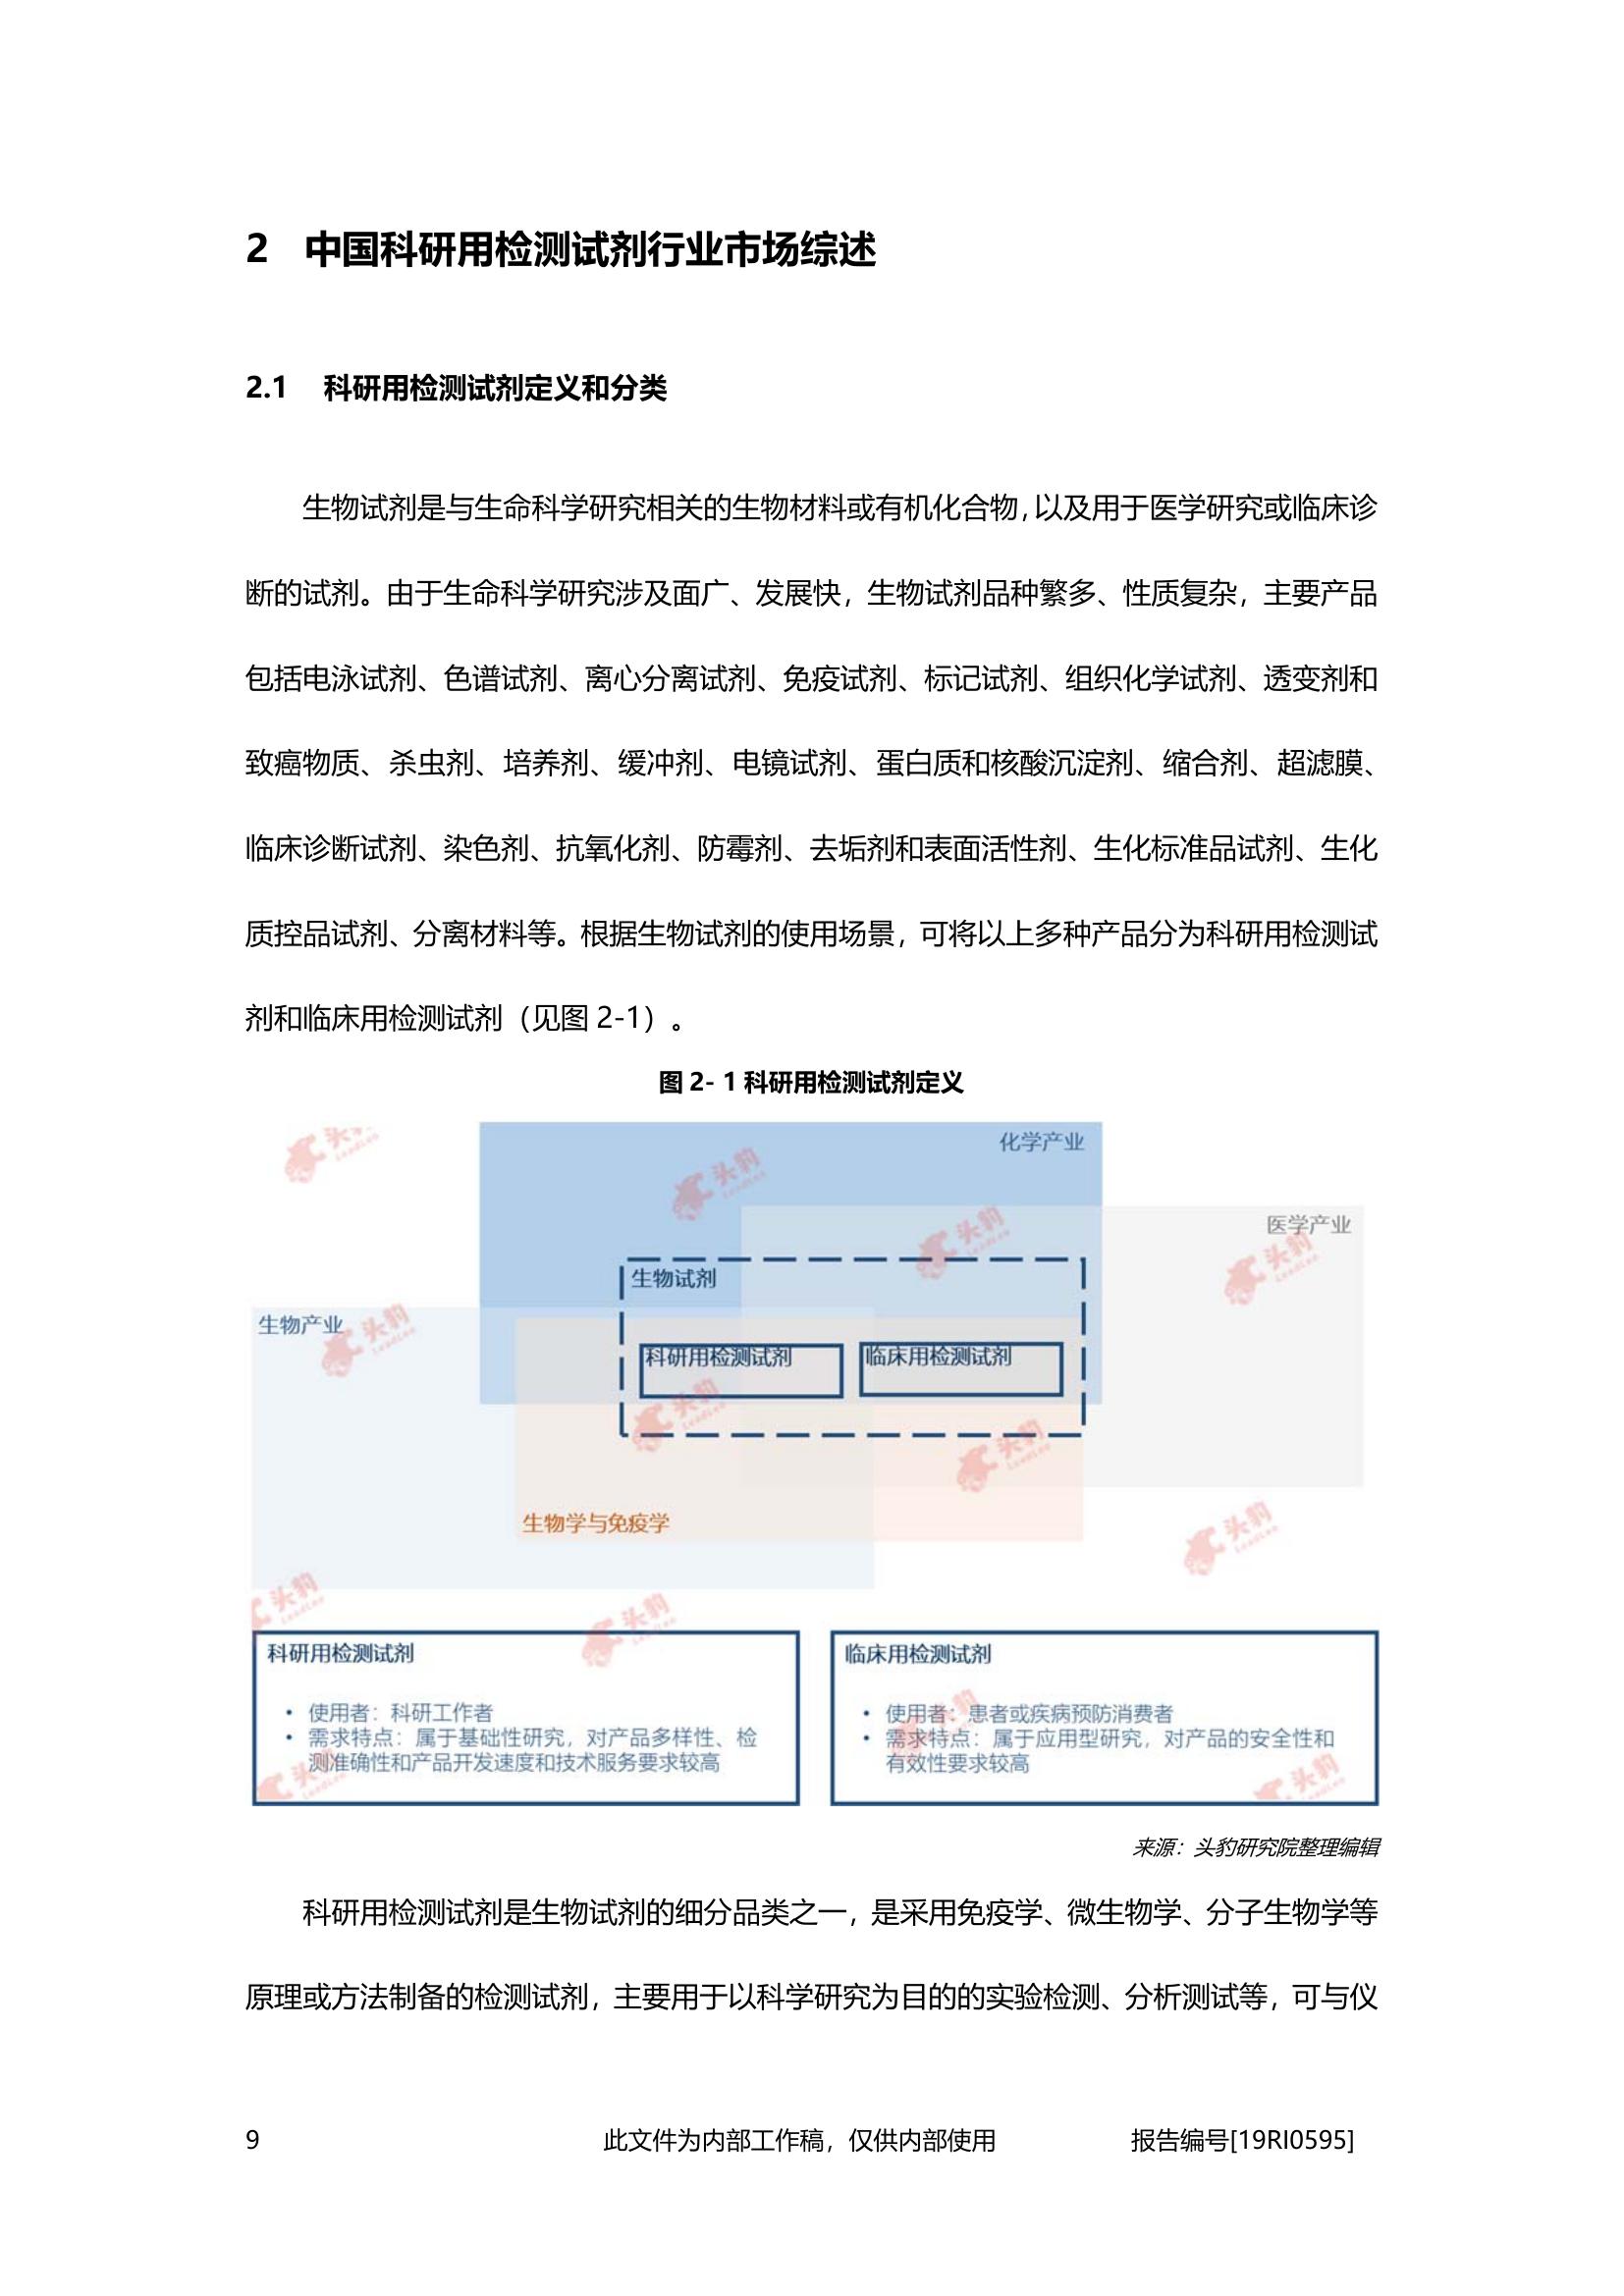 2 中国科研用检测试剂行业市场综述
2.1 科研用检测试剂定义和分类
生物试剂是与生命科学研究相关的生物材料或有机化合物，以及用于医学研究或临床诊
断的试剂。由于生命科学研究涉及面广、发展快，生物试剂品种繁多、性质复杂，主要产品
包括电泳试剂、色谱试剂、离心分离试剂、免疫试剂、标记试剂、组织化学试剂、透变剂和
致癌物质、杀虫剂、培养剂、缓冲剂、电镜试剂、蛋白质和核酸沉淀剂、缩合剂、超滤膜、
临床诊断试剂、染色剂、抗氧化剂、防霉剂、去垢剂和表面活性剂、生化标准品试剂、生化
质控品试剂、分离材料等。根据生物试剂的使用场景，可将以上多种产品分为科研用检测试
剂和临床用检测试剂（见图 2-1）。
图 2- 1 科研用检测试剂定义
化学产业
医学产业
生物试剂
生物产业
科研用检测试剂
临床用检测试剂
生物学与免疫学
科研用检测试剂
• 使用者：科研工作者
• 需求特点：属于基础性研究，对产品多样性、检
测准确性和产品开发速度和技术服务要求较高
临床用检测试剂
• 使用者：患者或疾病预防消费者
• 需求特点：属于应用型研究，对产品的安全性和
有效性要求较高
来源：头豹研究院整理编辑
科研用检测试剂是生物试剂的细分品类之一，是采用免疫学、微生物学、分子生物学等
原理或方法制备的检测试剂，主要用于以科学研究为目的的实验检测、分析测试等，可与仪
9 此文件为内部工作稿，仅供内部使用 报告编号[19RI0595]